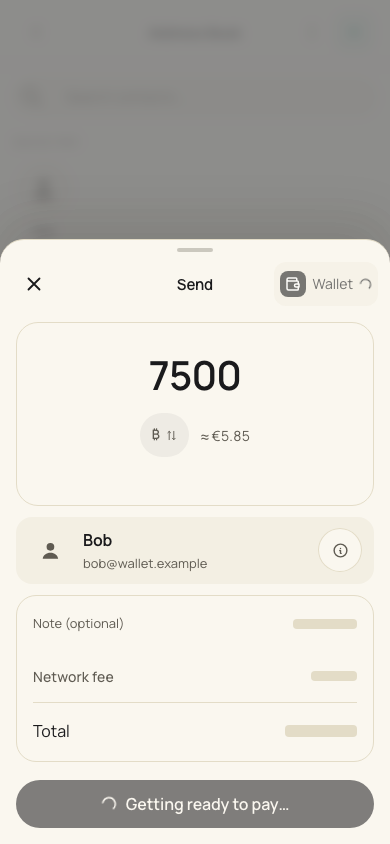 Send
Wallet
7500
₿ ≈ €5.85
Bob
bob@wallet.example
Note (optional)
Network fee
Total
Getting ready to pay…